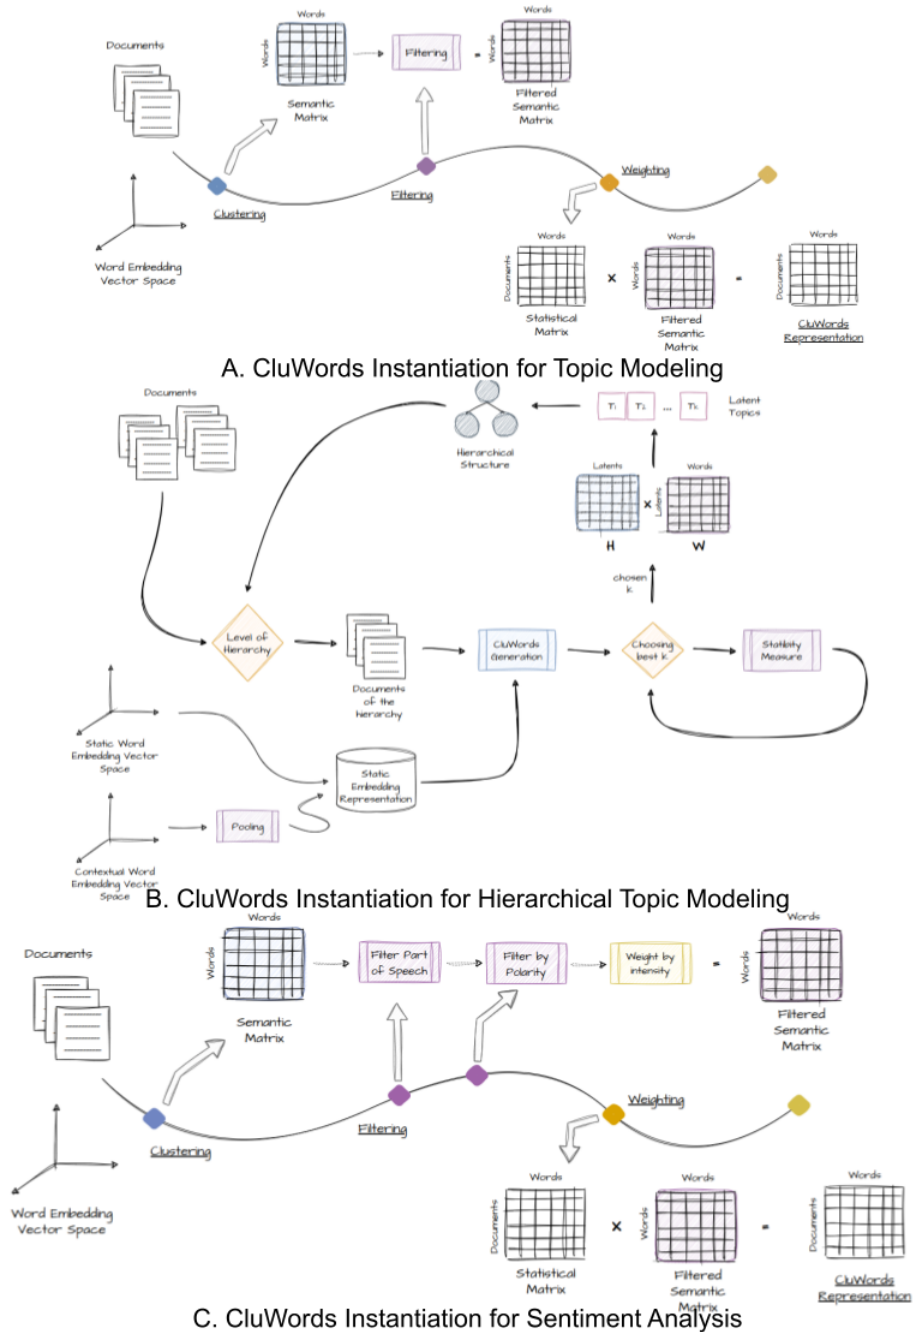 Words
Documents
Words
Filtering
=
Words
Words
Semantic
Matrix
Filtered
Semantic
Matrix
Weighting
Filtering
Clustering
Word Embedding
Vector Space
Words
Documents
x
Words
Words
=
Words
Documents
Statistical
Matrix
Filtered
Semantic
Matrix
CluWords
Representation
A. CluWords Instantiation for Topic Modeling
Documents
T1
T2
...
Tk
Latent
Topics
Hierarchical
Structure
Latents
Words
x
Latents
H
W
chosen
k
Level of
Hierarchy
CluWords
Generation
Choosing
best k
Stability
Measure
Documents
of the
hierarchy
Static Word
Embedding Vector
Space
Static
Embedding
Representation
Pooling
Contextual Word
Embedding Vector
Space
B. CluWords Instantiation for Hierarchical Topic Modeling
Words
Words
Documents
Words
Filter Part
of Speech
Filter by
Polarity
Weight by
intensity
=
Words
Semantic
Matrix
Filtered
Semantic
Matrix
Weighting
Filtering
Clustering
Word Embedding
Vector Space
Words
Documents
x
Words
Words
=
Words
Documents
Statistical
Matrix
Filtered
Semantic
Matrix
CluWords
Representation
C. CluWords Instantiation for Sentiment Analysis